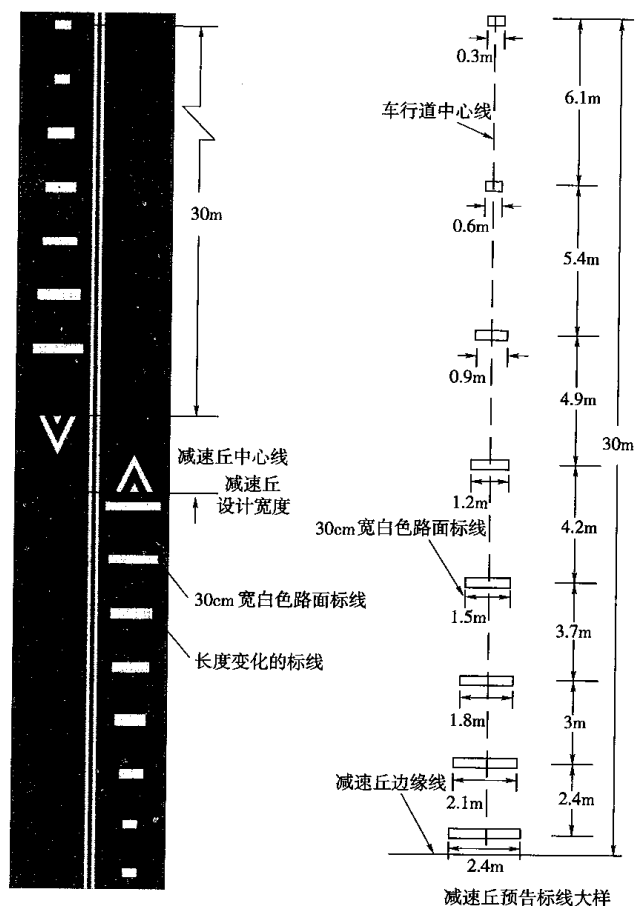 30m
减速丘中心线
减速丘
设计宽度
30cm宽白色路面标线
长度变化的标线
0.3m
6.1m
车行道中心线
0.6m
5.4m
0.9m
4.9m
30m
1.2m
4.2m
30cm宽白色路面标线
1.5m
3.7m
1.8m
3m
减速丘边缘线
2.1m
2.4m
2.4m
减速丘预告标线大样